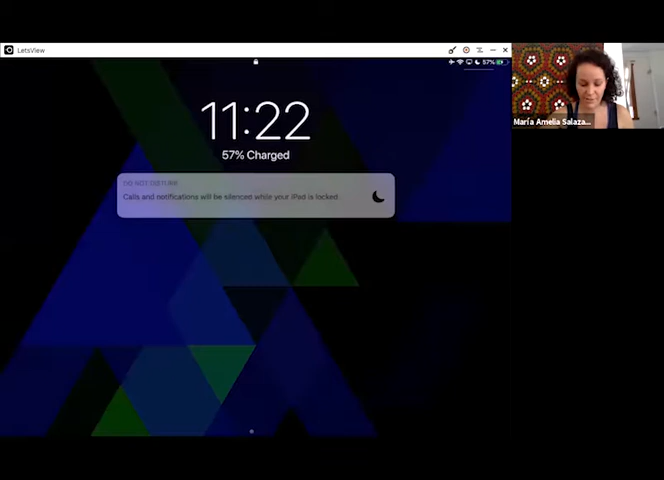 LetsView
57%
11:22
57% Charged
DO NOT DISTURB
Calls and notifications will be silenced while your iPad is locked.
María Amelia Salaza...